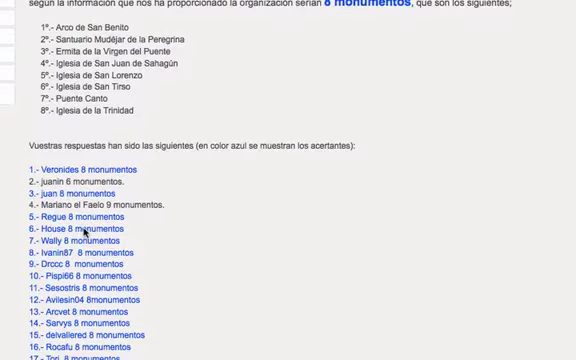 según la información que nos ha proporcionado la organización serían 8 monumentos, que son los siguientes;
1º.- Arco de San Benito
2º.- Santuario Mudéjar de la Peregrina
3º.- Ermita de la Virgen del Puente
4º.- Iglesia de San Juan de Sahagún
5º.- Iglesia de San Lorenzo
6º.- Iglesia de San Tirso
7º.- Puente Canto
8º.- Iglesia de la Trinidad
Vuestras respuestas han sido las siguientes (en color azul se muestran los acertantes):
1.- Veronides 8 monumentos
2.- juanin 6 monumentos.
3.- juan 8 monumentos
4.- Mariano el Faelo 9 monumentos.
5.- Regue 8 monumentos
6.- House 8 monumentos
7.- Wally 8 monumentos
8.- Ivanin87 8 monumentos
9.- Drccc 8 monumentos
10.- Pispi66 8 monumentos
11.- Sesostris 8 monumentos
12.- Avilesin04 8monumentos
13.- Arcvet 8 monumentos
14.- Sarvys 8 monumentos
15.- delvallered 8 monumentos
16.- Rocafu 8 monumentos
17.- Tori 8 monumentos